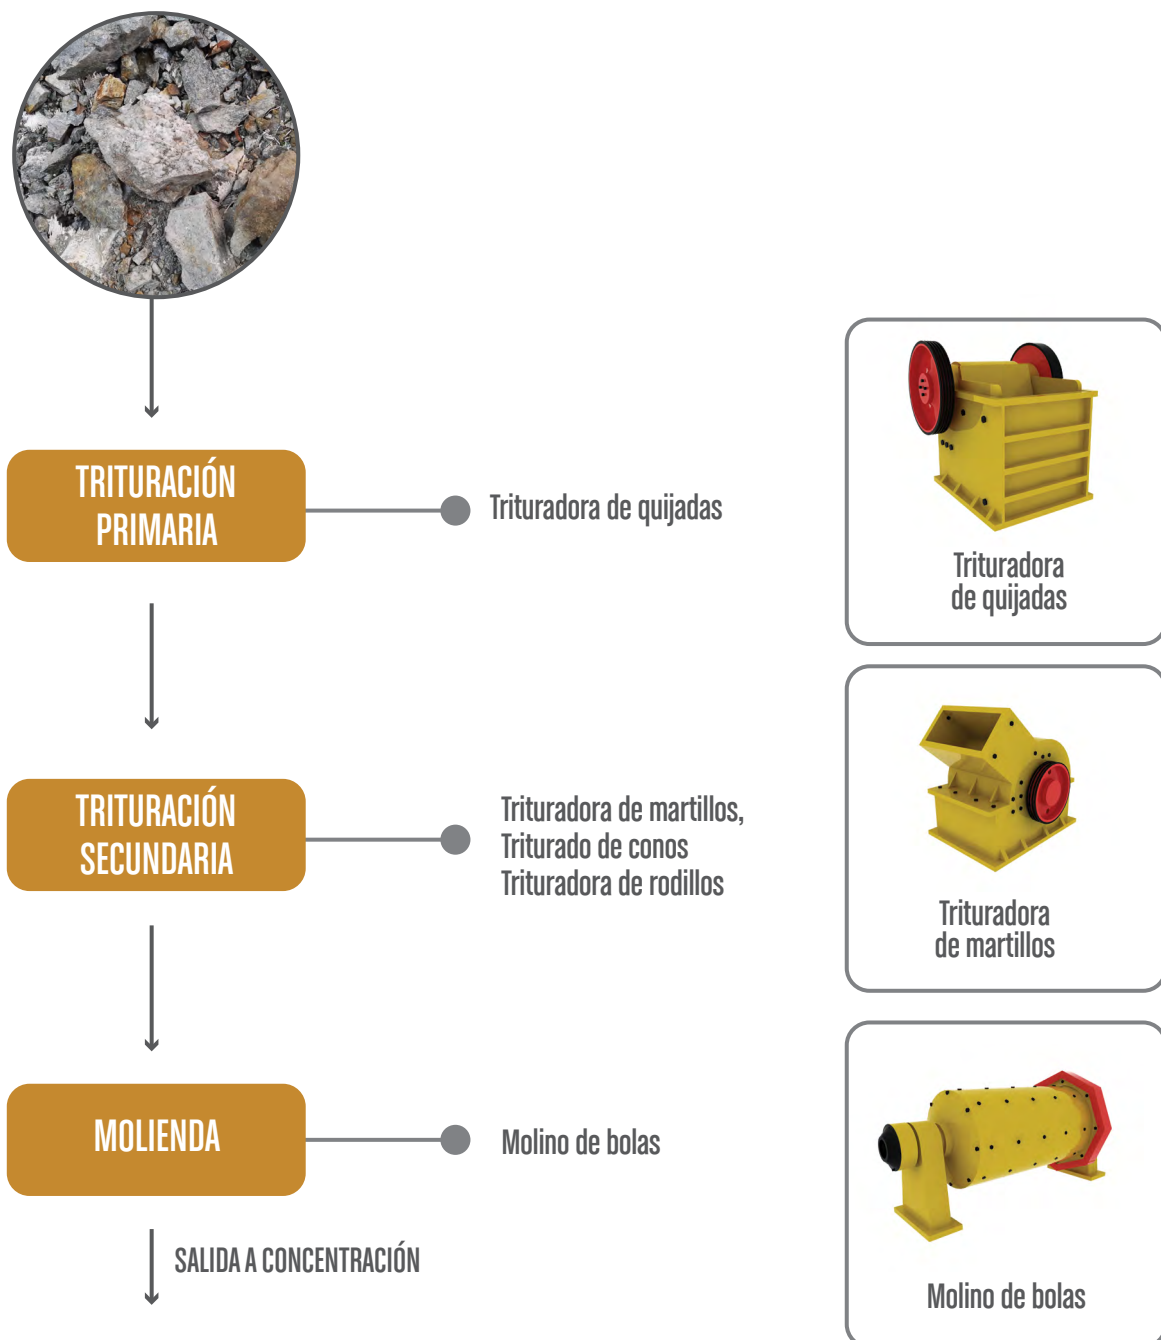 TRITURACIÓN
PRIMARIA
Trituradora de quijadas
Trituradora
de quijadas
TRITURACIÓN
SECUNDARIA
Trituradora de martillos,
Triturado de conos
Trituradora de rodillos
Trituradora
de martillos
MOLIENDA
Molino de bolas
SALIDA A CONCENTRACIÓN
Molino de bolas